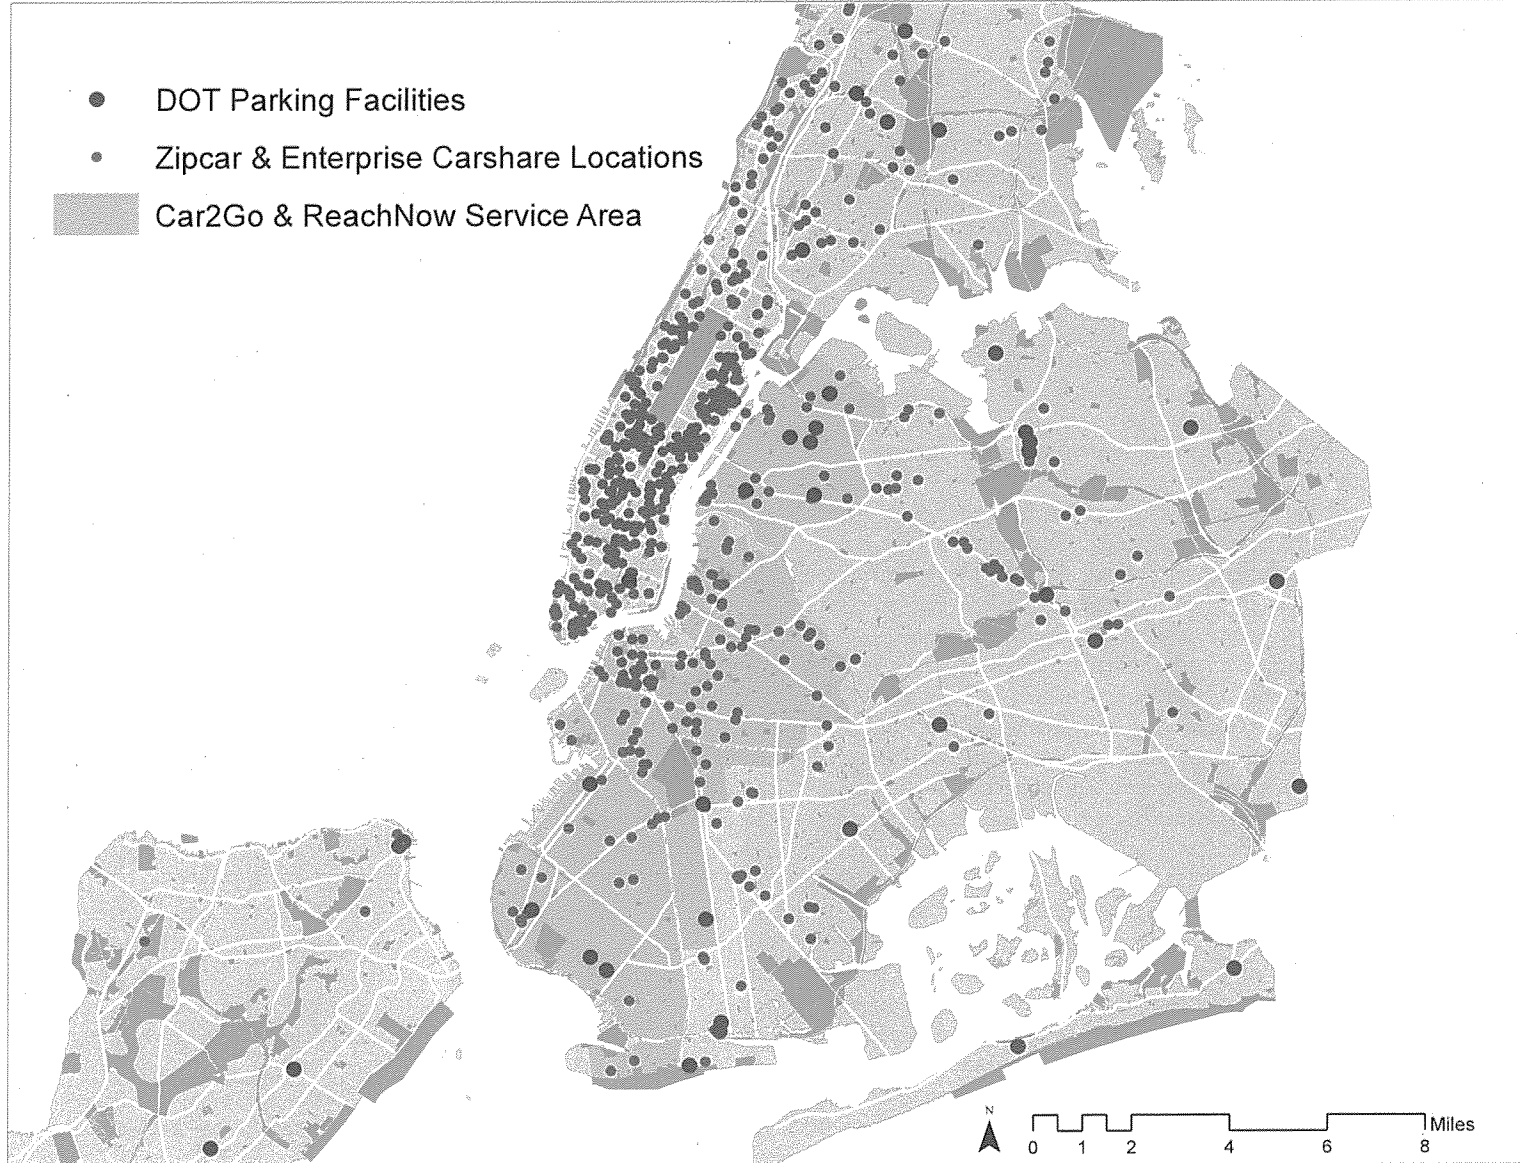 DOT Parking Facilities
Zipcar & Enterprise Carshare Locations
Car2Go & ReachNow Service Area
N
Miles
0 1 2 4 6 8